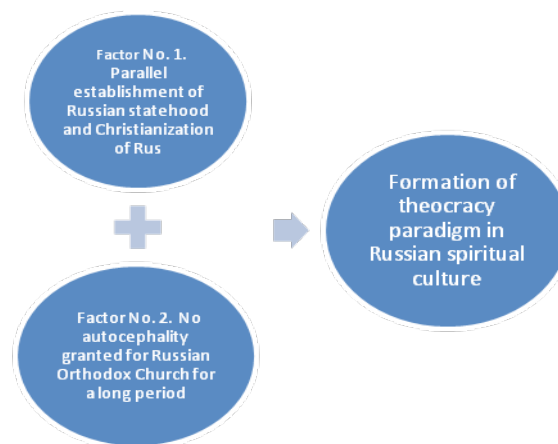 Factor No. 1.
Parallel
establishment of
Russian statehood
and Christianization
of Rus
Factor No. 2. No
autocephality
granted for Russian
Orthodox Church for
a long period
Formation of
theocracy
paradigm in
Russian spiritual
culture